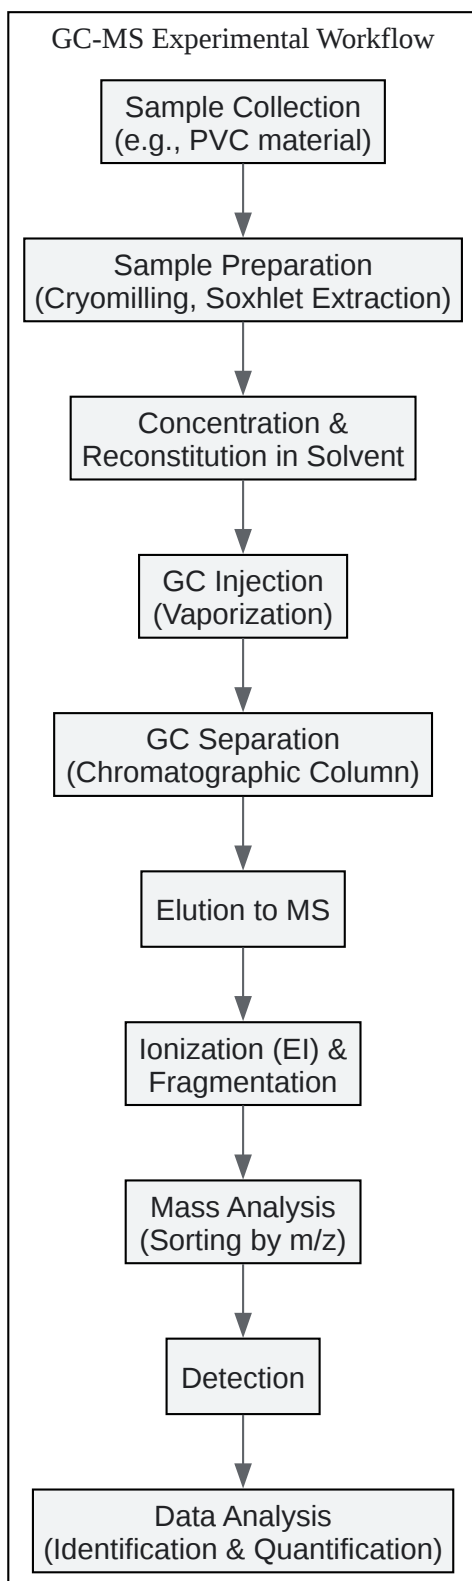 GC-MS Experimental Workflow
Sample Collection
(e.g., PVC material)
Sample Preparation
(Cryomilling, Soxhlet Extraction)
Concentration &
Reconstitution in Solvent
GC Injection
(Vaporization)
GC Separation
(Chromatographic Column)
Elution to MS
Ionization (EI) &
Fragmentation
Mass Analysis
(Sorting by m/z)
Detection
Data Analysis
(Identification & Quantification)